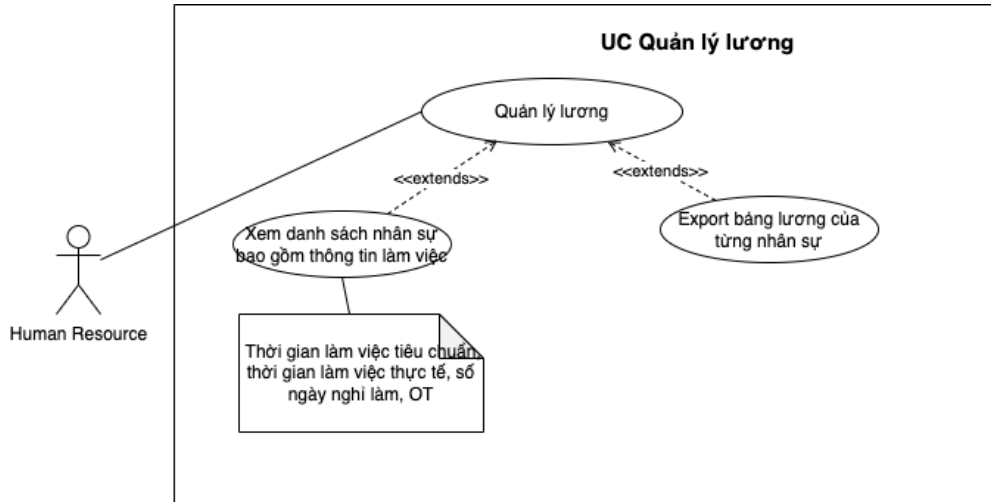 UC Quản lý lương
Quản lý lương
<<extends>>
<<extends>>
Xem danh sách nhân sự
bao gồm thông tin làm việc
Export bảng lương của
từng nhân sự
Human Resource
Thời gian làm việc tiêu chuẩn,
thời gian làm việc thực tế, số
ngày nghỉ làm, OT